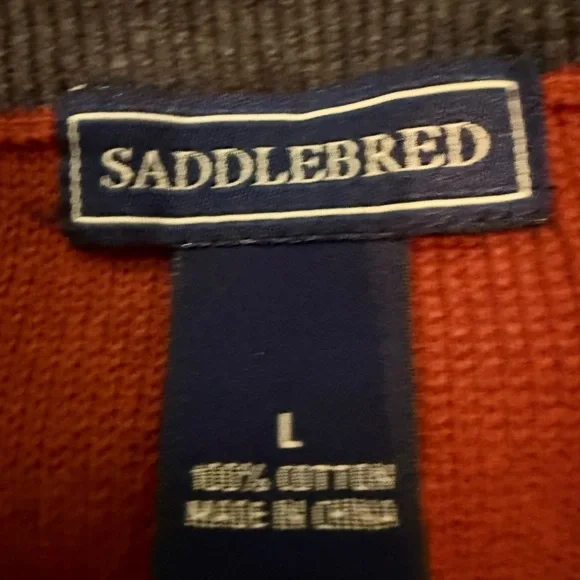 SADDLEBRED
L
100% COTTON
MADE IN CHINA